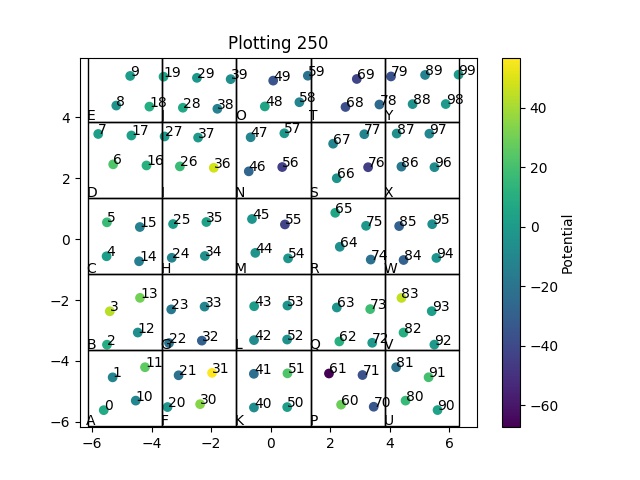 Plotting 250
9 19 29 39 49 59 69 79 89 99
8 18 28 38 48 58 68 78 88 98
E O T Y
7 17 27 37 47 57 67 77 87 97
6 16 26 36 46 56 66 76 86 96
D I N S X
5 15 25 35 45 55 65 75 85 95
4 14 24 34 44 54 64 74 84 94
C H M R W
3 13 23 33 43 53 63 73 83 93
2 12 22 32 42 52 62 72 82 92
B G L Q V
1 11 21 31 41 51 61 71 81 91
0 10 20 30 40 50 60 70 80 90
A F K P U
4
2
0
−2
−4
−6
−6 −4 −2 0 2 4 6
40
20
0
−20
−40
−60
Potential